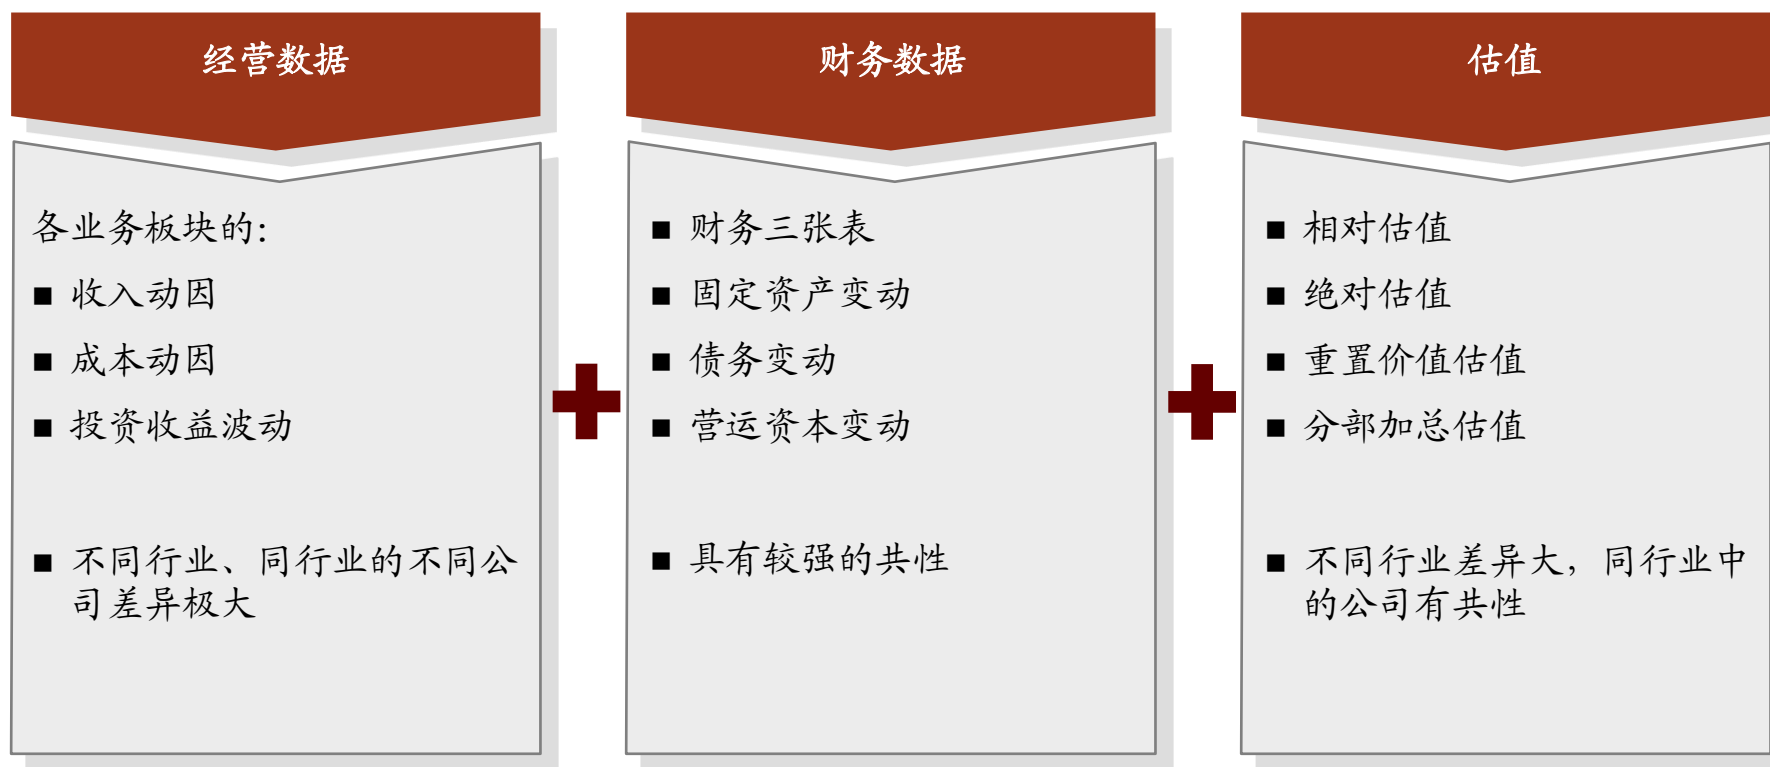 经营数据
各业务板块的:
■ 收入动因
■ 成本动因
■ 投资收益波动
■ 不同行业、同行业的不同公
司差异极大
财务数据
■ 财务三张表
■ 固定资产变动
■ 债务变动
■ 营运资本变动
■ 具有较强的共性
估值
■ 相对估值
■ 绝对估值
■ 重置价值估值
■ 分部加总估值
■ 不同行业差异大，同行业中
的公司有共性